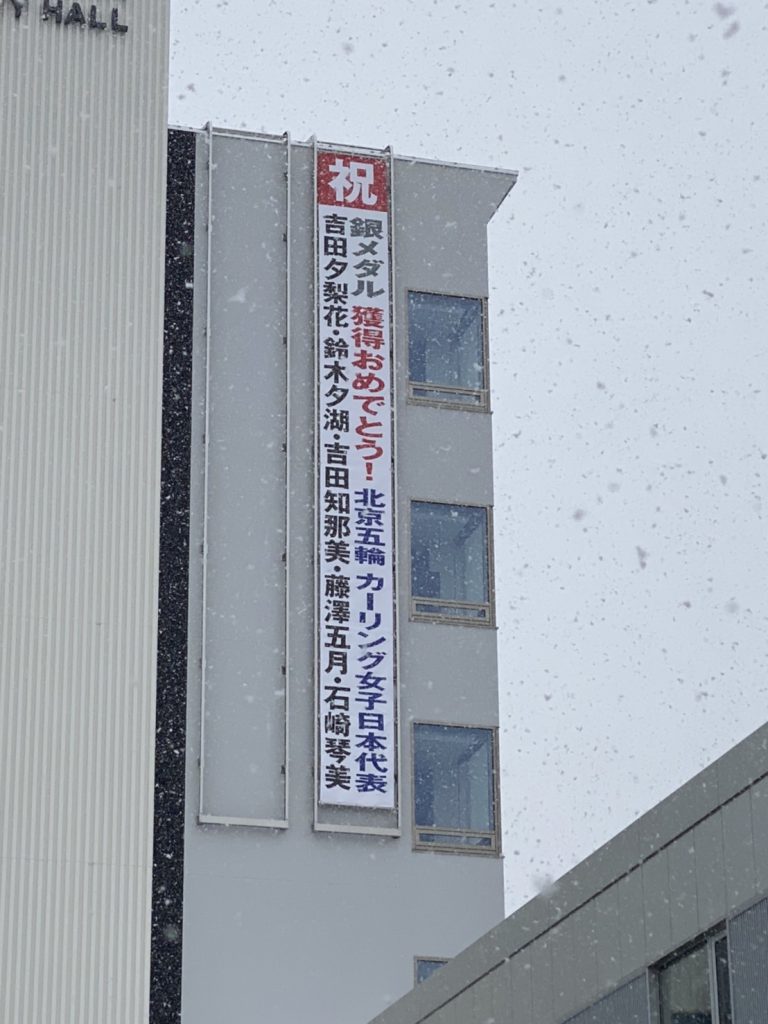 Y HALL
祝
銀メダル 獲得おめでとう! 北京五輪 カーリング女子日本代表
吉田夕梨花・鈴木夕湖・吉田知那美・藤澤五月・石崎琴美